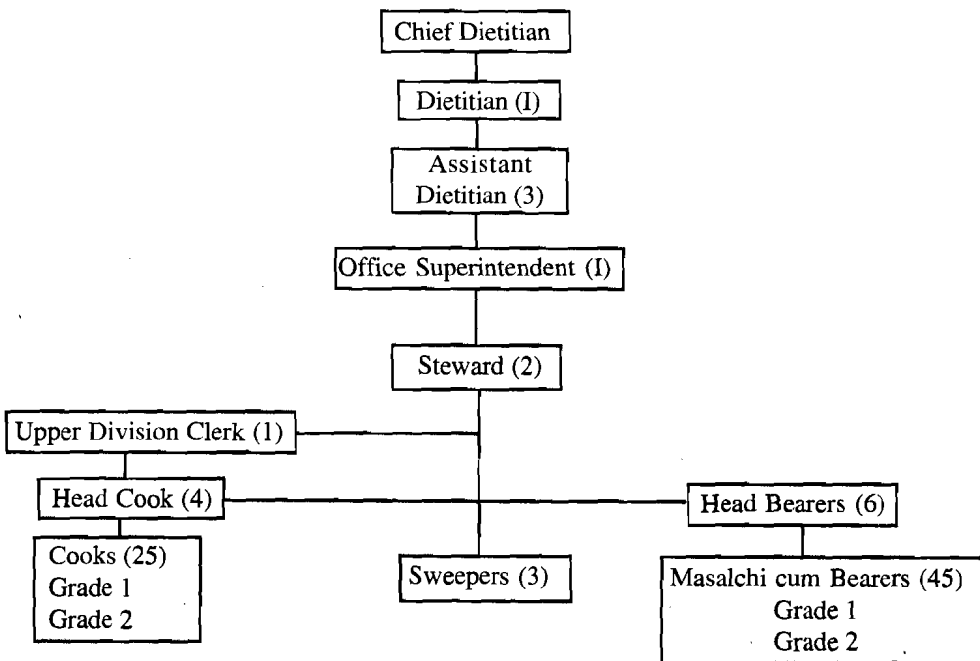 Chief Dietitian
Dietitian (I)
Assistant
Dietitian (3)
Office Superintendent (I)
Steward (2)
Upper Division Clerk (1)
Head Cook (4)
Head Bearers (6)
Cooks (25)
Grade 1
Grade 2
Sweepers (3)
Masalchi cum Bearers (45)
Grade 1
Grade 2